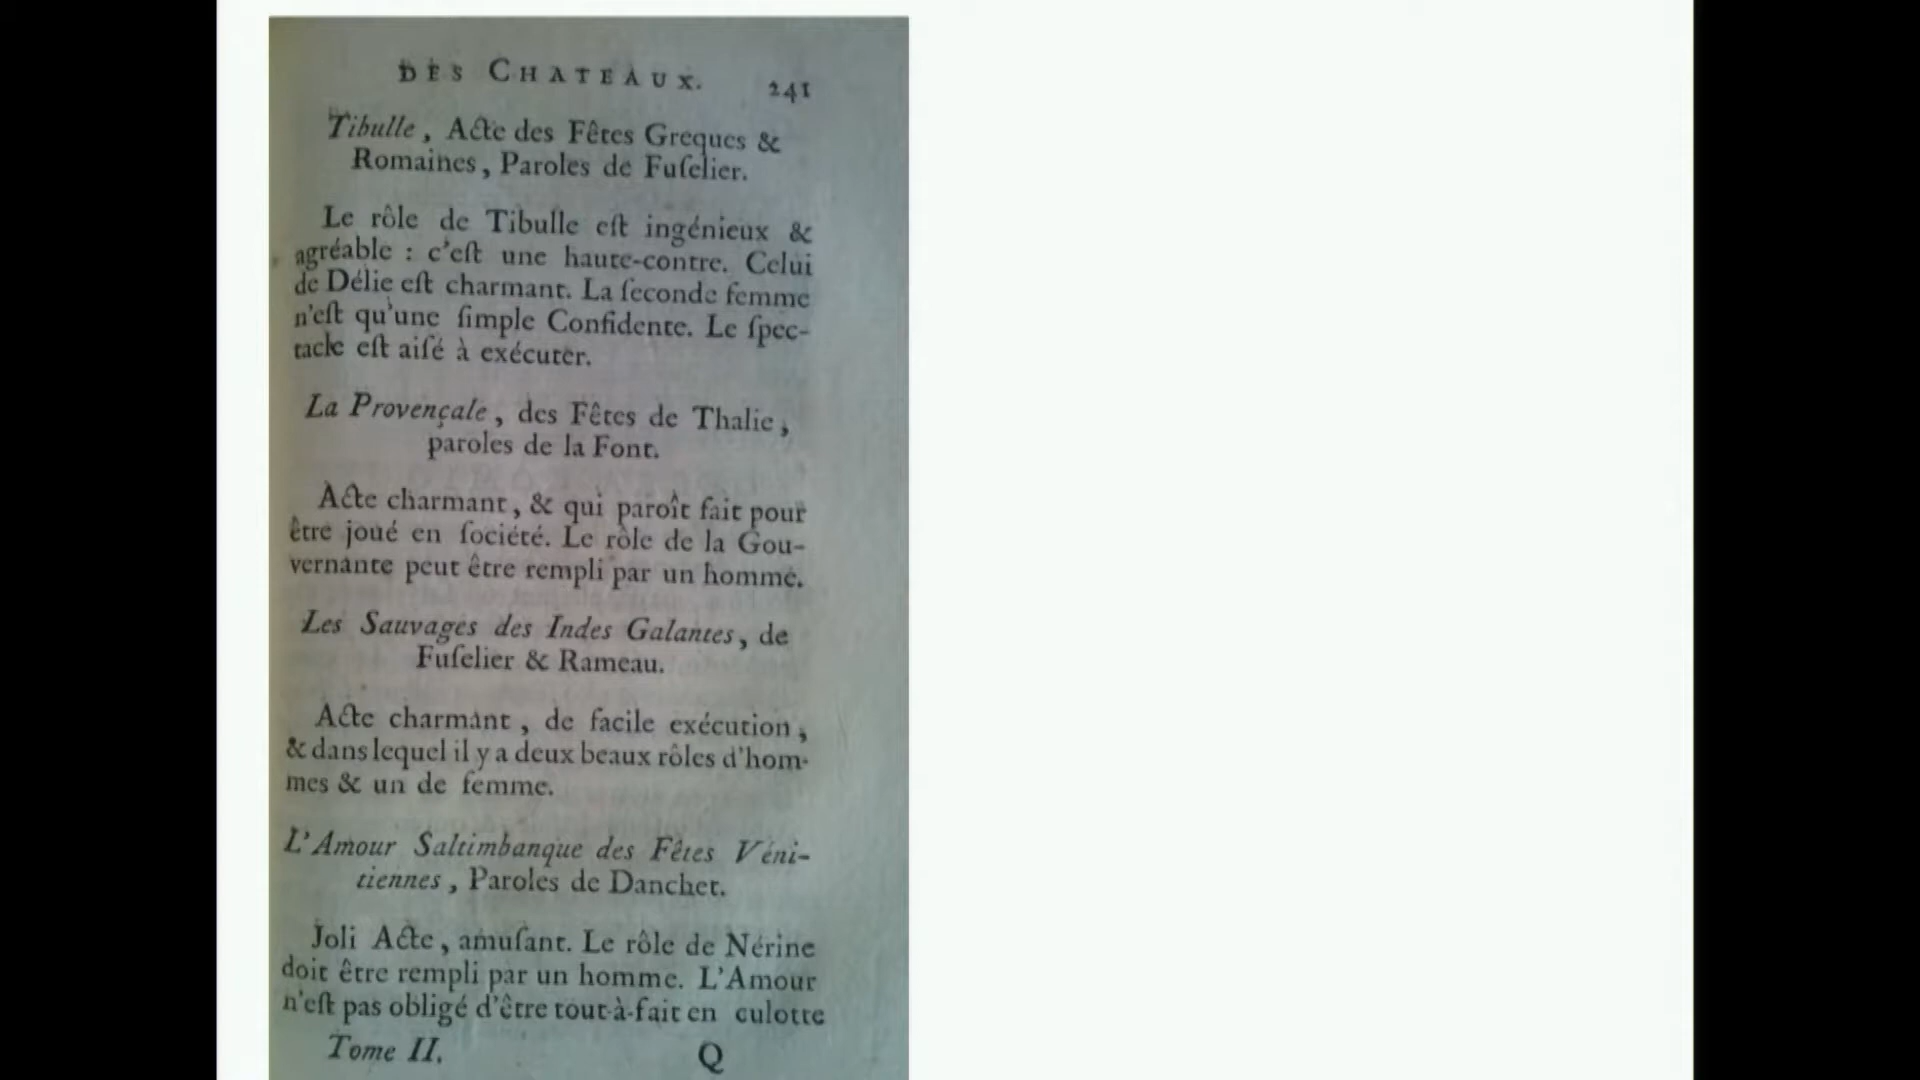 DES CHATEAUX. 241
Tibulle, Acte des Fêtes Greques &
Romaines, Paroles de Fuſelier.
Le rôle de Tibulle eſt ingénieux &
agréable : c'eſt une haute-contre. Celui
de Délie eſt charmant. La ſeconde femme
n'eſt qu'une ſimple Confidente. Le ſpec-
tacle eſt aiſé à exécuter.
La Provençale, des Fêtes de Thalie,
paroles de la Font.
Acte charmant, & qui paroît fait pour
être joué en ſociété. Le rôle de la Gou-
vernante peut être rempli par un homme.
Les Sauvages des Indes Galantes, de
Fuſelier & Rameau.
Acte charmant, de facile exécution,
& dans lequel il y a deux beaux rôles d'hom-
mes & un de femme.
L'Amour Saltimbanque des Fêtes Véni-
tiennes, Paroles de Danchet.
Joli Acte, amuſant. Le rôle de Nérine
doit être rempli par un homme. L'Amour
n'eſt pas obligé d'être tout-à-fait en culotte
Tome II. Q